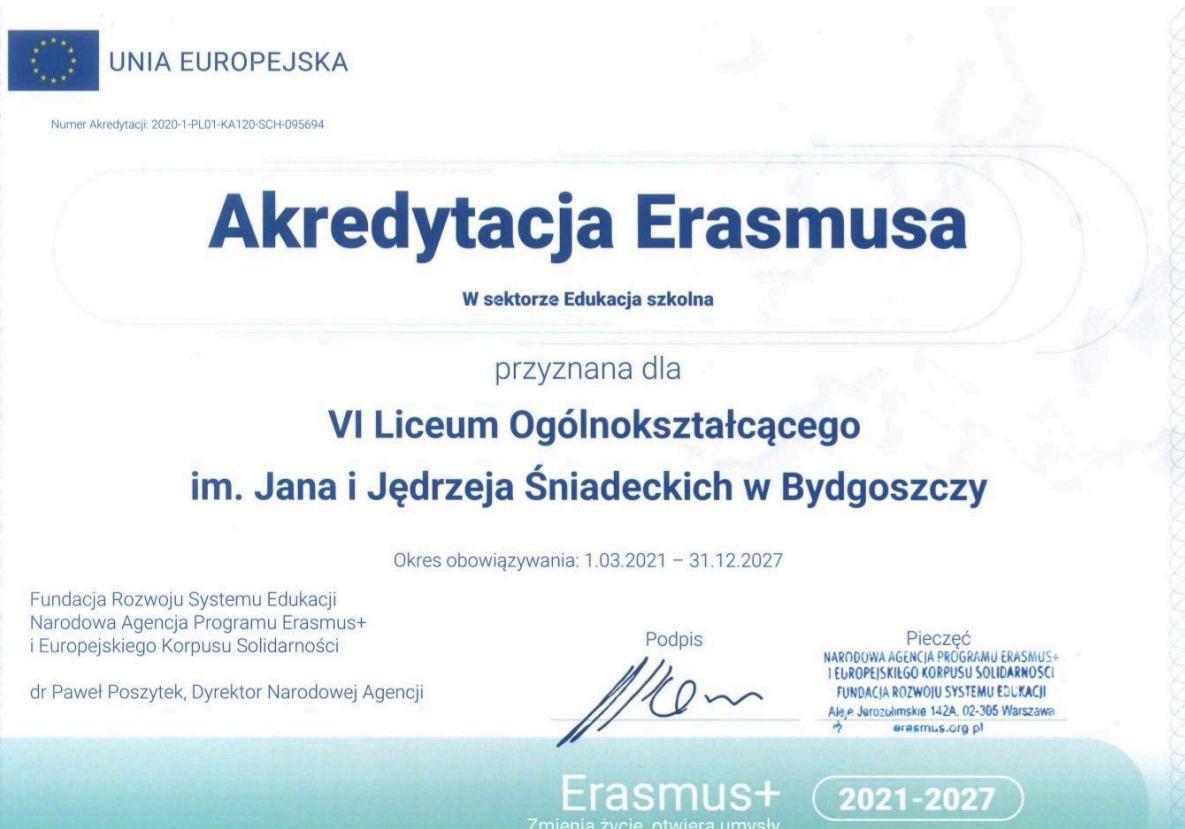 UNIA EUROPEJSKA
Numer Akredytacji: 2020-1-PL01-KA120-SCH-095694
Akredytacja Erasmusa
W sektorze Edukacja szkolna
przyznana dla
VI Liceum Ogólnokształcącego
im. Jana i Jędrzeja Śniadeckich w Bydgoszczy
Okres obowiązywania: 1.03.2021 – 31.12.2027
Fundacja Rozwoju Systemu Edukacji
Narodowa Agencja Programu Erasmus+
i Europejskiego Korpusu Solidarności
dr Paweł Poszytek, Dyrektor Narodowej Agencji
Podpis
Pieczęć
NARODOWA AGENCJA PROGRAMU ERASMUS+
I EUROPEJSKIEGO KORPUSU SOLIDARNOŚCI
FUNDACJA ROZWOJU SYSTEMU EDUKACJI
Aleje Jerozolimskie 142A, 02-305 Warszawa
erasmus.org.pl
Erasmus+
2021-2027
Zmienia życie, otwiera umysły